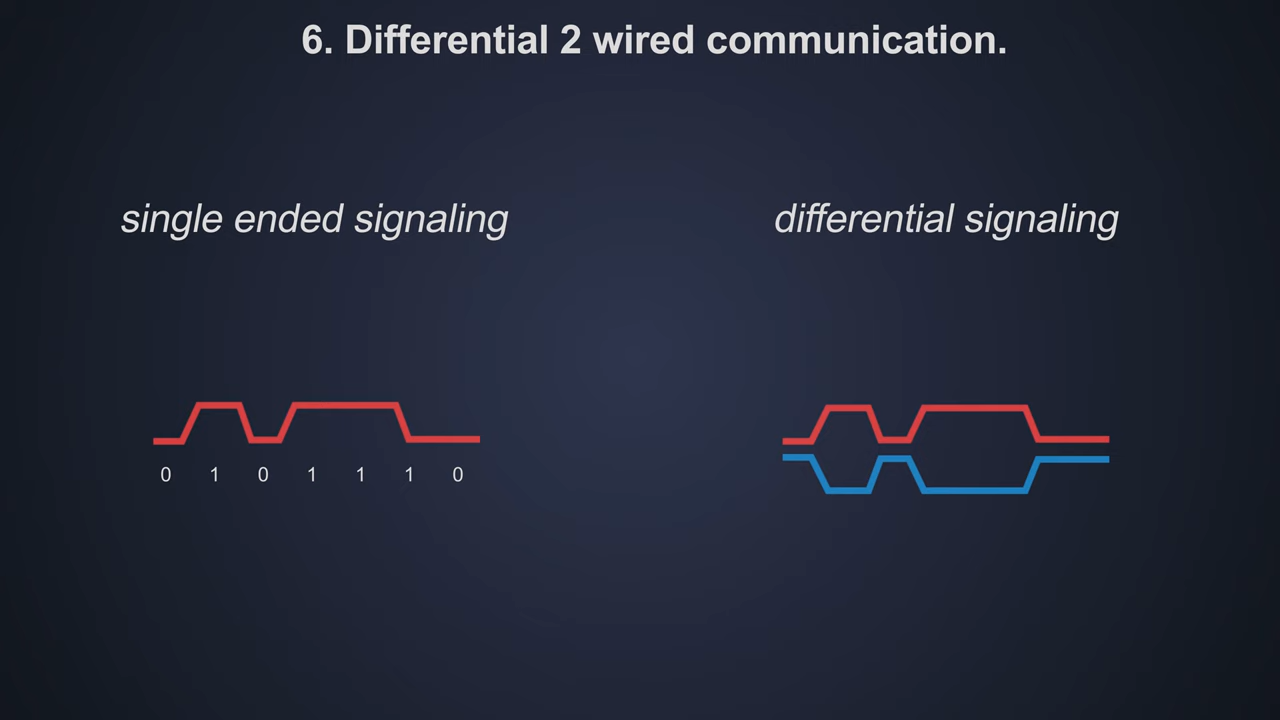 6. Differential 2 wired communication.
single ended signaling
differential signaling
0 1 0 1 1 1 0